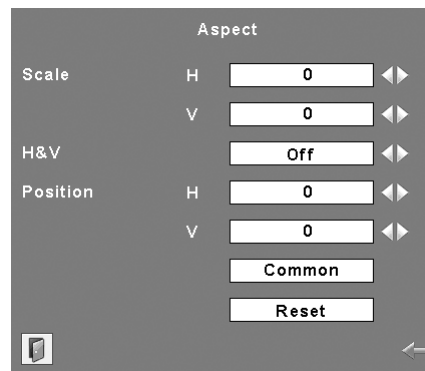 Aspect
Scale H 0
V 0
H&V Off
Position H 0
V 0
Common
Reset